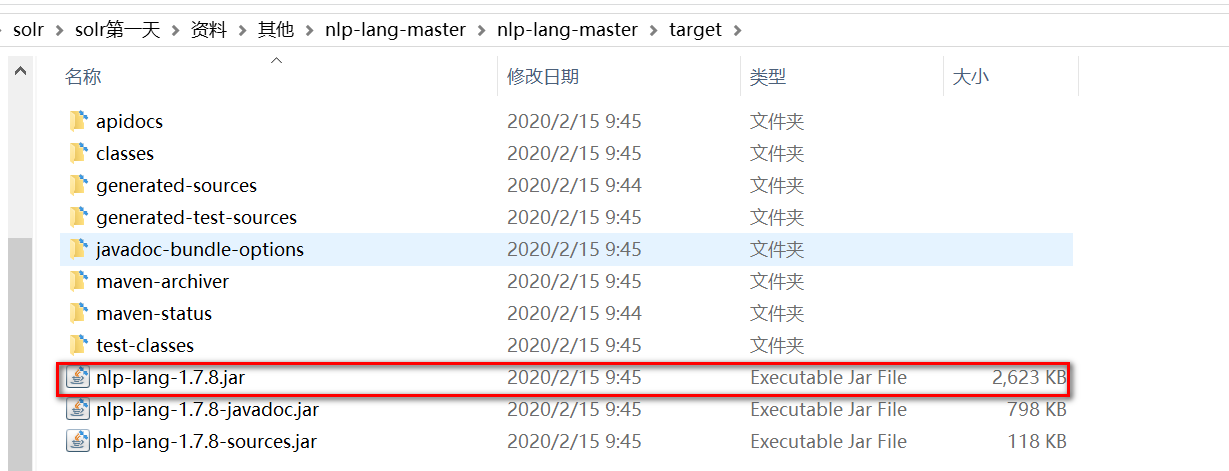 solr > solr第一天 > 资料 > 其他 > nlp-lang-master > nlp-lang-master > target >
名称 修改日期 类型 大小
apidocs 2020/2/15 9:45 文件夹
classes 2020/2/15 9:45 文件夹
generated-sources 2020/2/15 9:44 文件夹
generated-test-sources 2020/2/15 9:45 文件夹
javadoc-bundle-options 2020/2/15 9:45 文件夹
maven-archiver 2020/2/15 9:45 文件夹
maven-status 2020/2/15 9:44 文件夹
test-classes 2020/2/15 9:45 文件夹
nlp-lang-1.7.8.jar 2020/2/15 9:45 Executable Jar File 2,623 KB
nlp-lang-1.7.8-javadoc.jar 2020/2/15 9:45 Executable Jar File 798 KB
nlp-lang-1.7.8-sources.jar 2020/2/15 9:45 Executable Jar File 118 KB